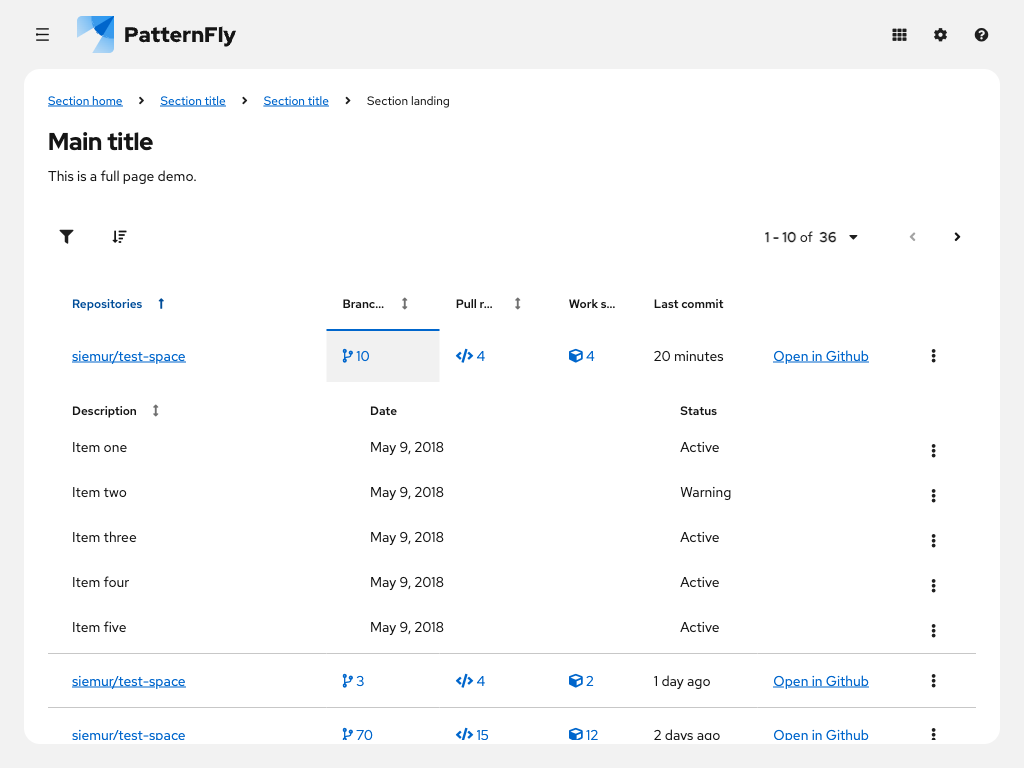 PatternFly
Section home Section title Section title Section landing
Main title
This is a full page demo.
1 - 10 of 36
Repositories Branc... Pull r... Work s... Last commit
siemur/test-space 10 4 4 20 minutes Open in Github
Description Date Status
Item one May 9, 2018 Active
Item two May 9, 2018 Warning
Item three May 9, 2018 Active
Item four May 9, 2018 Active
Item five May 9, 2018 Active
siemur/test-space 3 4 2 1 day ago Open in Github
siemur/test-space 70 15 12 2 days ago Open in Github